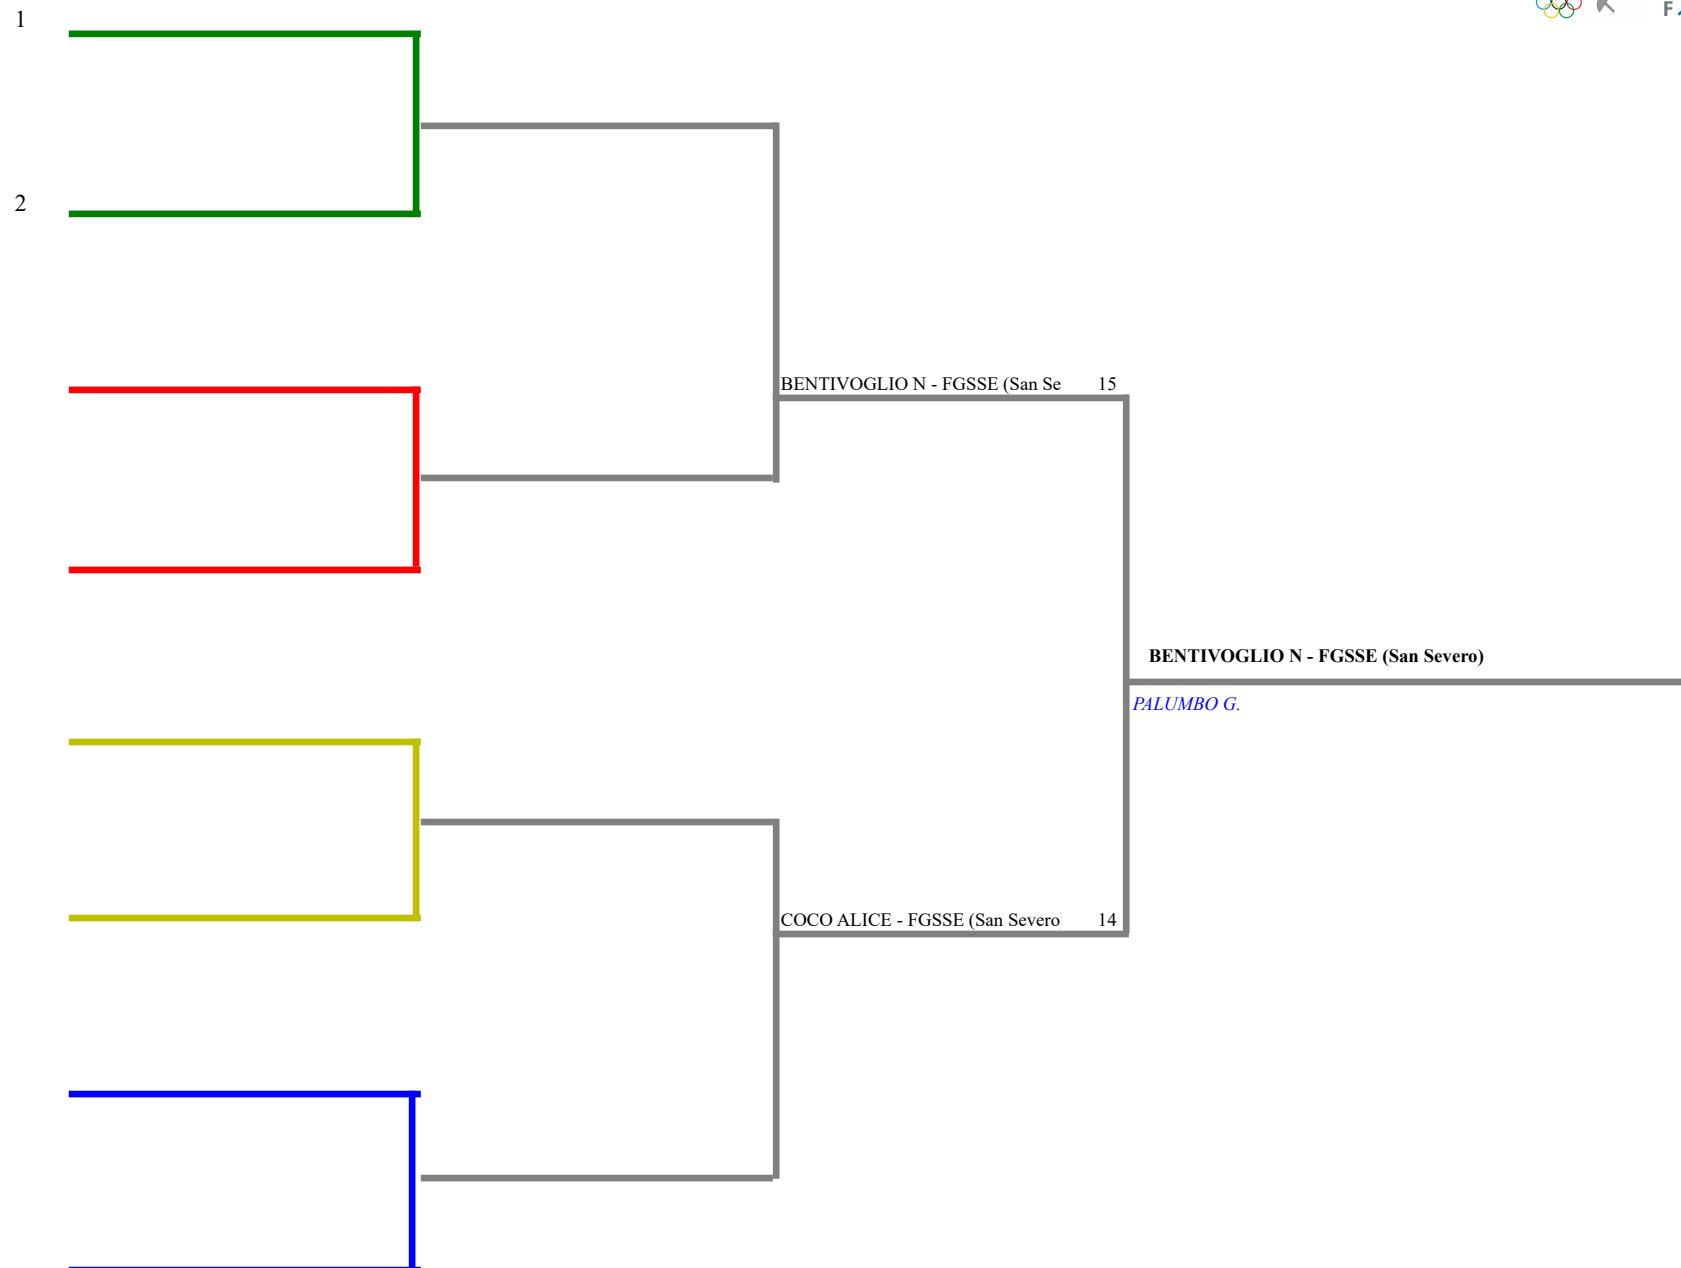 1
2
BENTIVOGLIO N - FGSSE (San Se 15
BENTIVOGLIO N - FGSSE (San Severo)
PALUMBO G.
COCO ALICE - FGSSE (San Severo 14
F